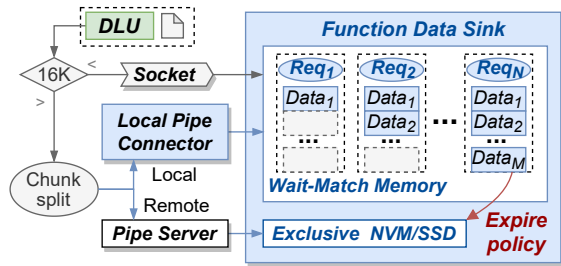 DLU
16K
<
>
Socket
Local Pipe
Connector
Chunk
split
Local
Remote
Pipe Server
Function Data Sink
Req1
Req2
ReqN
Data1
Data1
Data1
Data2
Data2
...
...
...
...
DataM
Wait-Match Memory
Exclusive NVM/SSD
Expire
policy